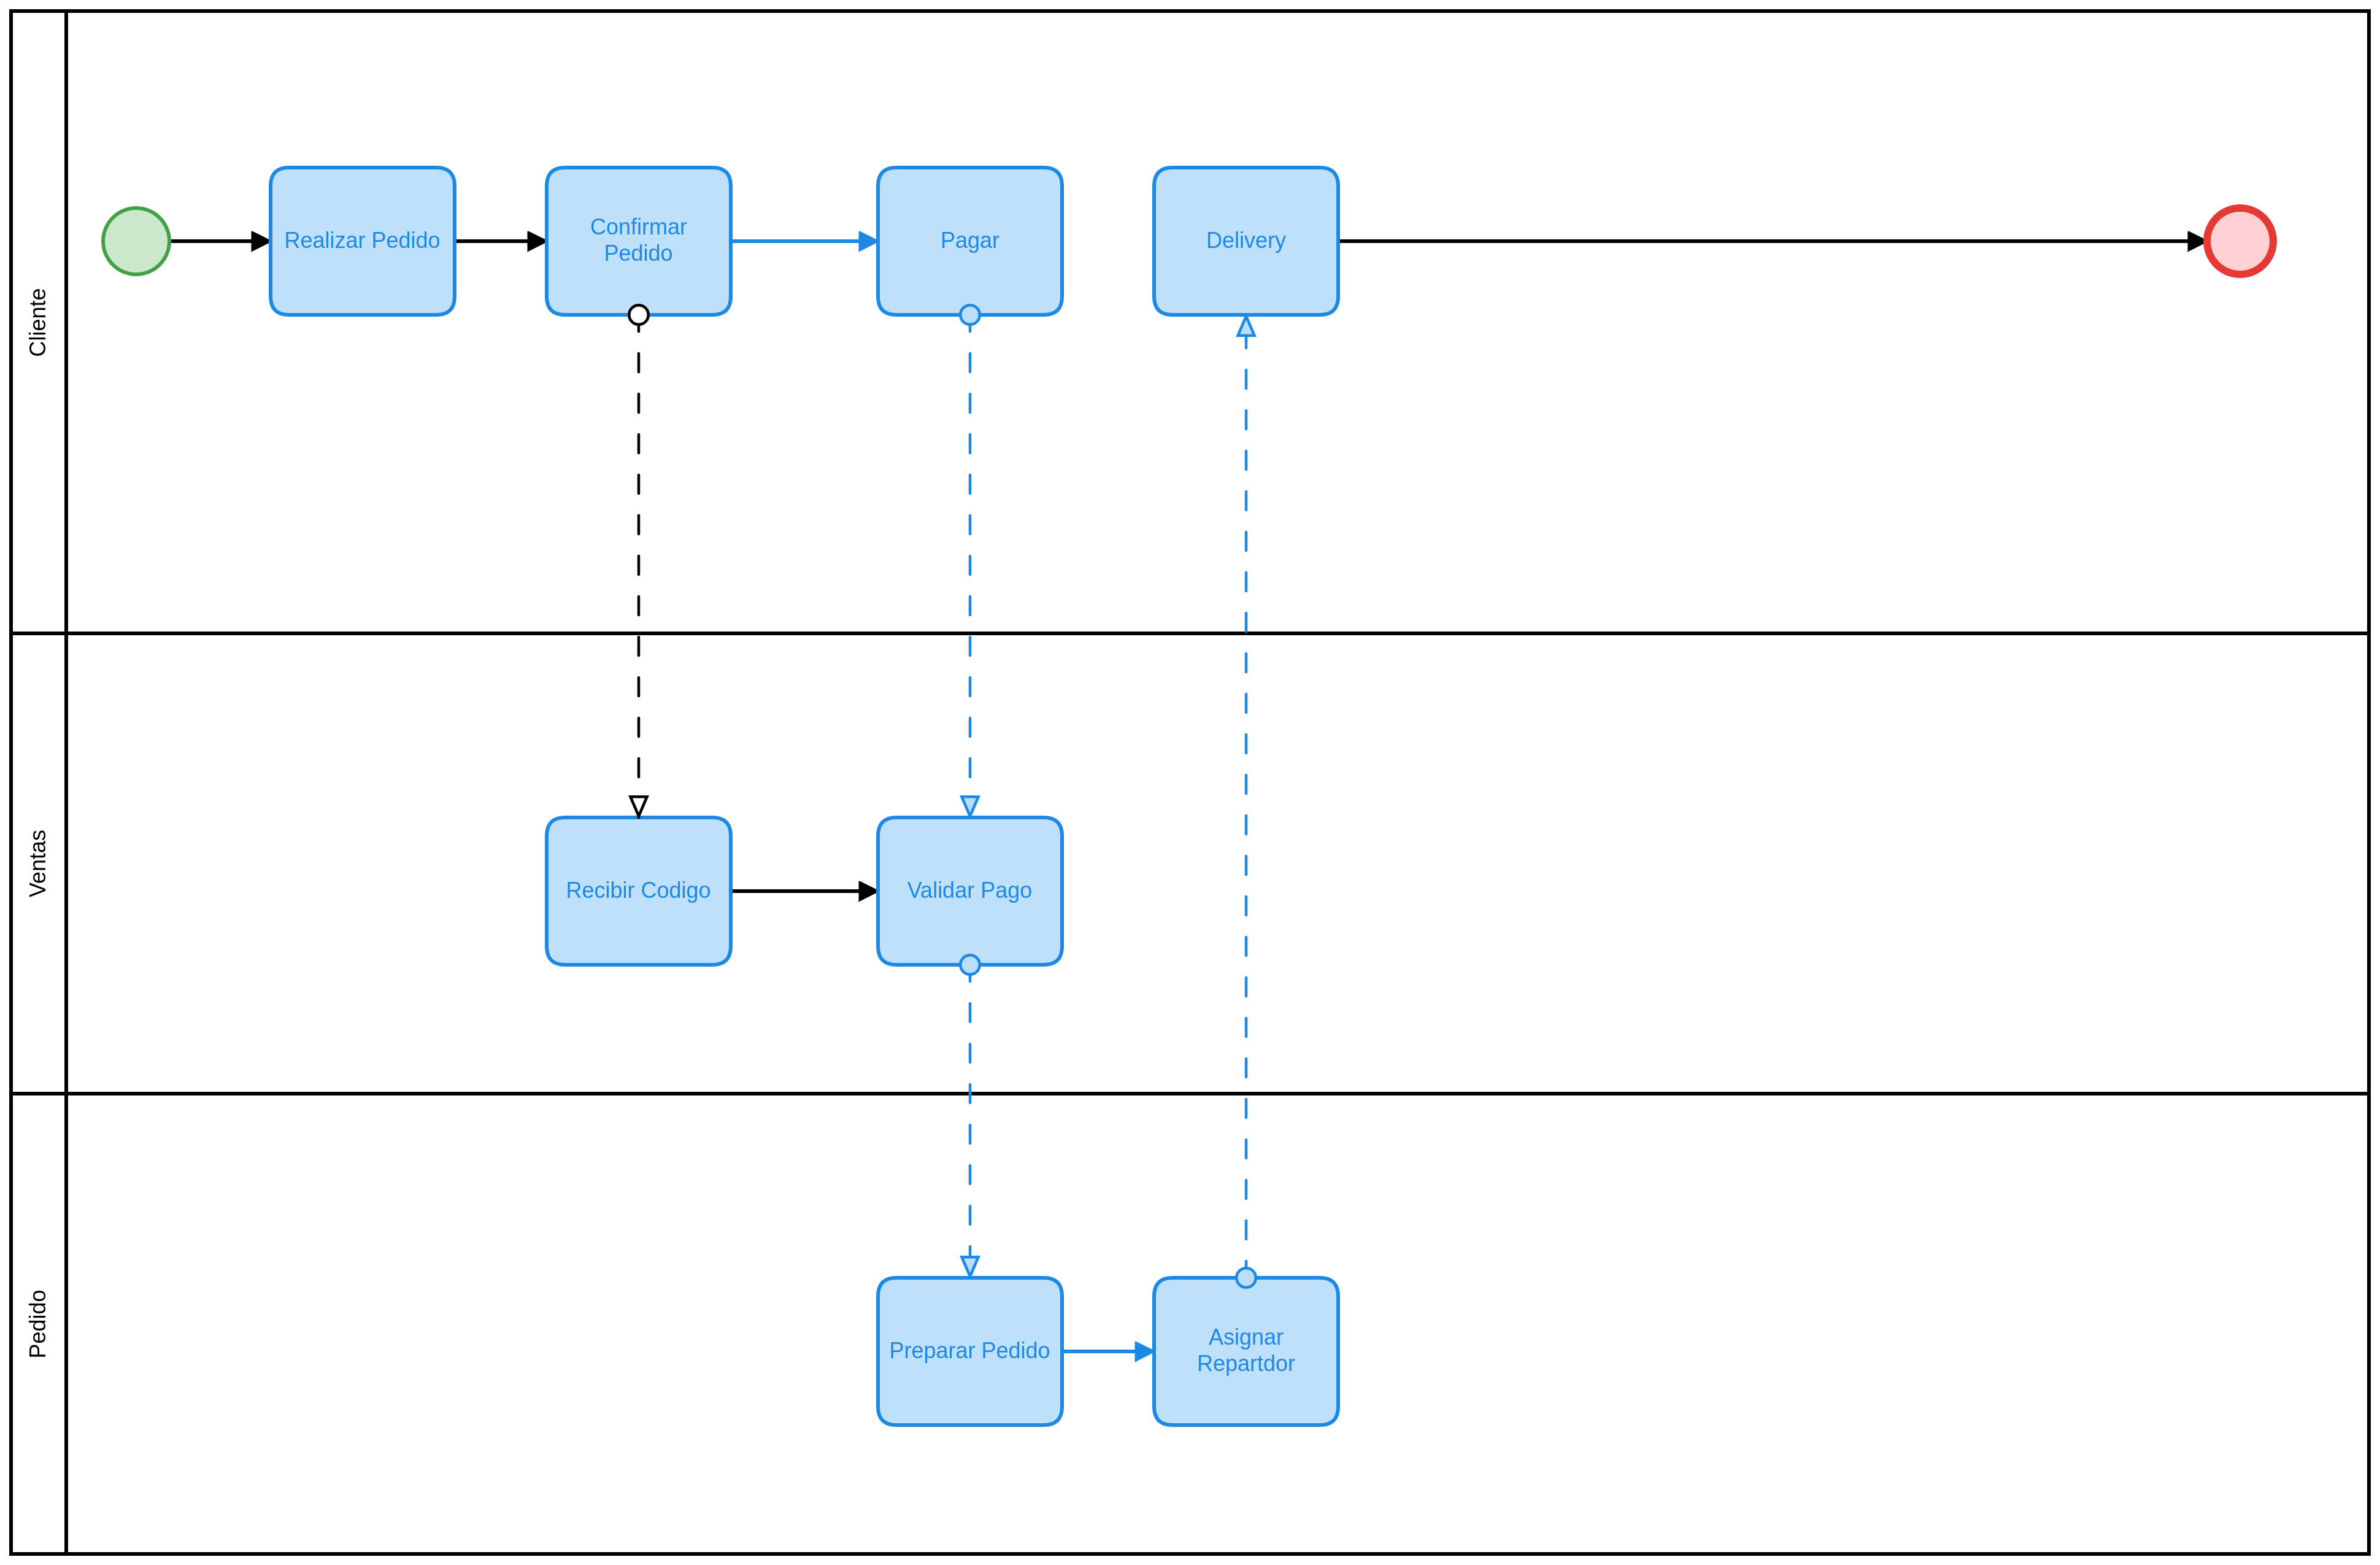 Cliente
Realizar Pedido
Confirmar
Pedido
Pagar
Delivery
Ventas
Recibir Codigo
Validar Pago
Pedido
Preparar Pedido
Asignar
Repartdor